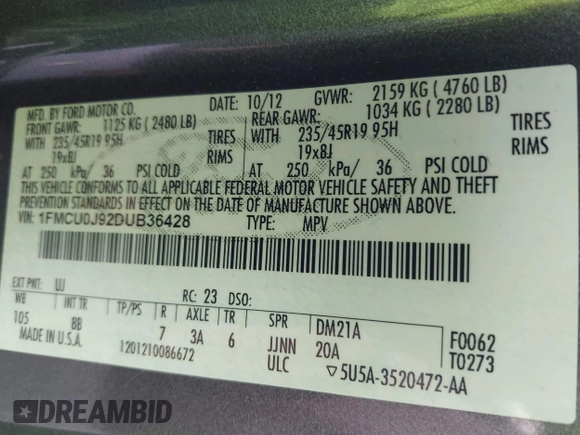 MFD. BY FORD MOTOR CO. DATE: 10/12 GVWR: 2159 KG ( 4760 LB)
FRONT GAWR: 1125 KG ( 2480 LB) REAR GAWR: 1034 KG ( 2280 LB)
WITH 235/45R19 95H TIRES WITH 235/45R19 95H TIRES
19x8J RIMS 19x8J RIMS
AT 250 kPa/ 36 PSI COLD AT 250 kPa/ 36 PSI COLD
THIS VEHICLE CONFORMS TO ALL APPLICABLE FEDERAL MOTOR VEHICLE SAFETY AND THEFT
PREVENTION STANDARDS IN EFFECT ON THE DATE OF MANUFACTURE SHOWN ABOVE.
VIN: 1FMCU0J92DUB36428 TYPE: MPV
EXT PNT: UJ RC: 23 DSO:
WB INT TR TP/PS R AXLE TR SPR DM21A F0062
105 BB 7 3A 6 JJNN 20A T0273
MADE IN U.S.A. 1201210086672 ULC ▽5U5A-3520472-AA
DREAMBID